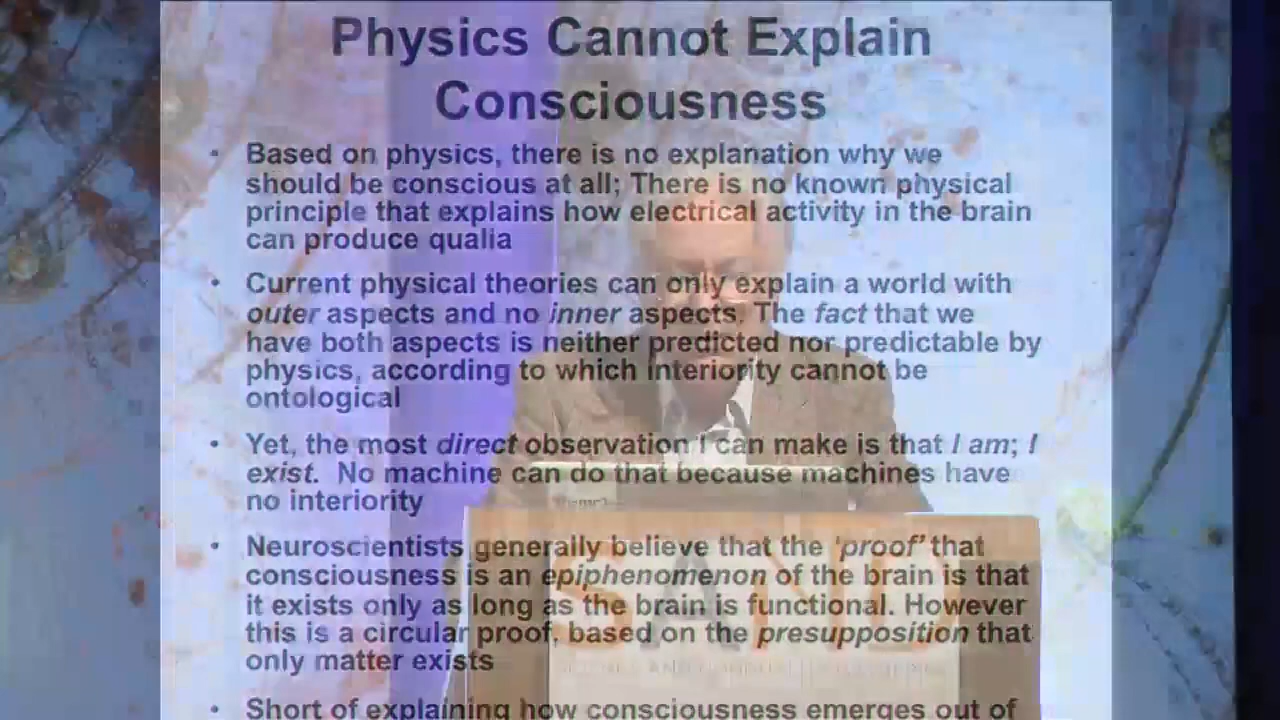 Physics Cannot Explain
Consciousness
• Based on physics, there is no explanation why we
should be conscious at all; There is no known physical
principle that explains how electrical activity in the brain
can produce qualia
• Current physical theories can only explain a world with
outer aspects and no inner aspects. The fact that we
have both aspects is neither predicted nor predictable by
physics, according to which interiority cannot be
ontological
• Yet, the most direct observation I can make is that I am; I
exist. No machine can do that because machines have
no interiority
• Neuroscientists generally believe that the 'proof' that
consciousness is an epiphenomenon of the brain is that
it exists only as long as the brain is functional. However
this is a circular proof, based on the presupposition that
only matter exists
• Short of explaining how consciousness emerges out of
SAND
SCIENCE AND